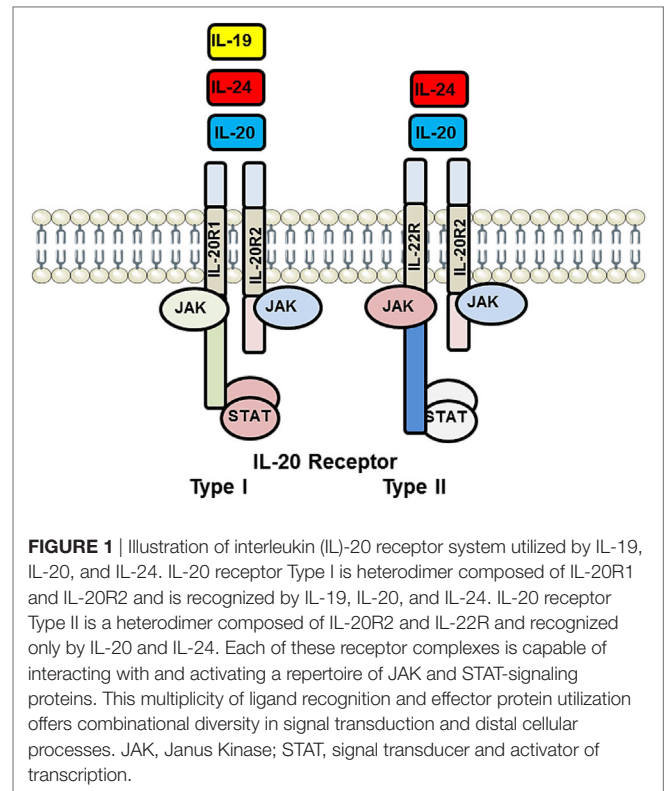 IL-19
IL-24
IL-24
IL-20
IL-20
IL-20R1
IL-20R2
IL-22R
IL-20R2
JAK
JAK
JAK
JAK
STAT
STAT
IL-20 Receptor
Type I
Type II
FIGURE 1 | Illustration of interleukin (IL)-20 receptor system utilized by IL-19,
IL-20, and IL-24. IL-20 receptor Type I is heterodimer composed of IL-20R1
and IL-20R2 and is recognized by IL-19, IL-20, and IL-24. IL-20 receptor
Type II is a heterodimer composed of IL-20R2 and IL-22R and recognized
only by IL-20 and IL-24. Each of these receptor complexes is capable of
interacting with and activating a repertoire of JAK and STAT-signaling
proteins. This multiplicity of ligand recognition and effector protein utilization
offers combinational diversity in signal transduction and distal cellular
processes. JAK, Janus Kinase; STAT, signal transducer and activator of
transcription.